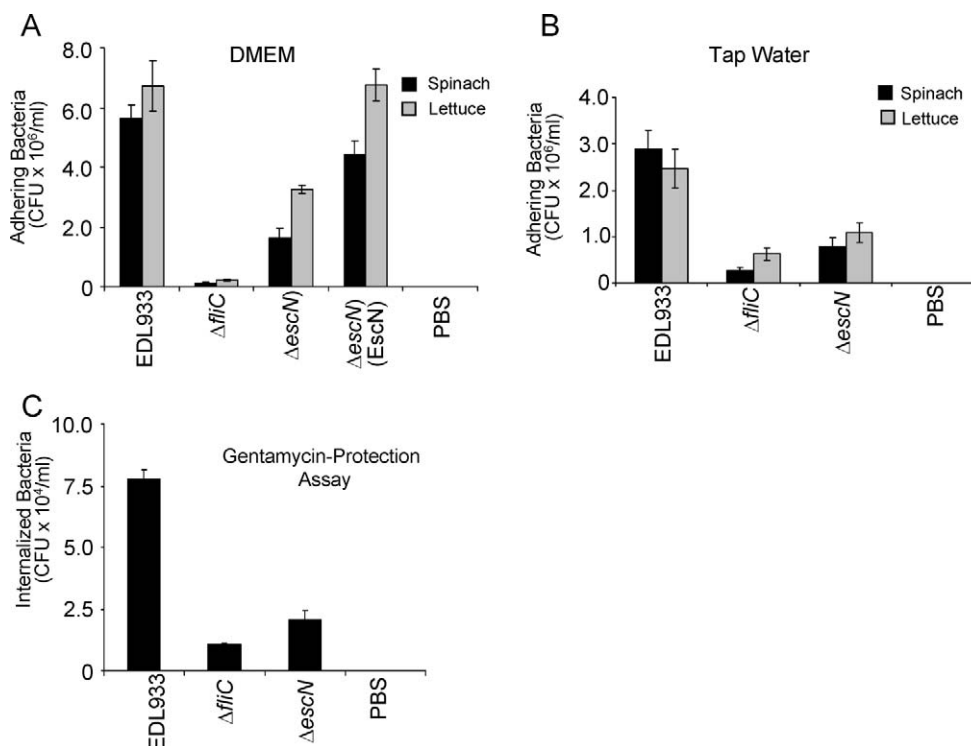 A
DMEM
8.0
6.0
4.0
2.0
0
Adhering Bacteria
(CFU x 10⁶/ml)
Spinach
Lettuce
EDL933
ΔfliC
ΔescN)
ΔescN)
(EscN)
PBS
B
Tap Water
4.0
3.0
2.0
1.0
0
Adhering Bacteria
(CFU x 10⁶/ml)
Spinach
Lettuce
EDL933
ΔfliC
ΔescN
PBS
C
Gentamycin-Protection
Assay
10.0
7.5
5.0
2.5
0
Internalized Bacteria
(CFU x 10⁴/ml)
EDL933
ΔfliC
ΔescN
PBS